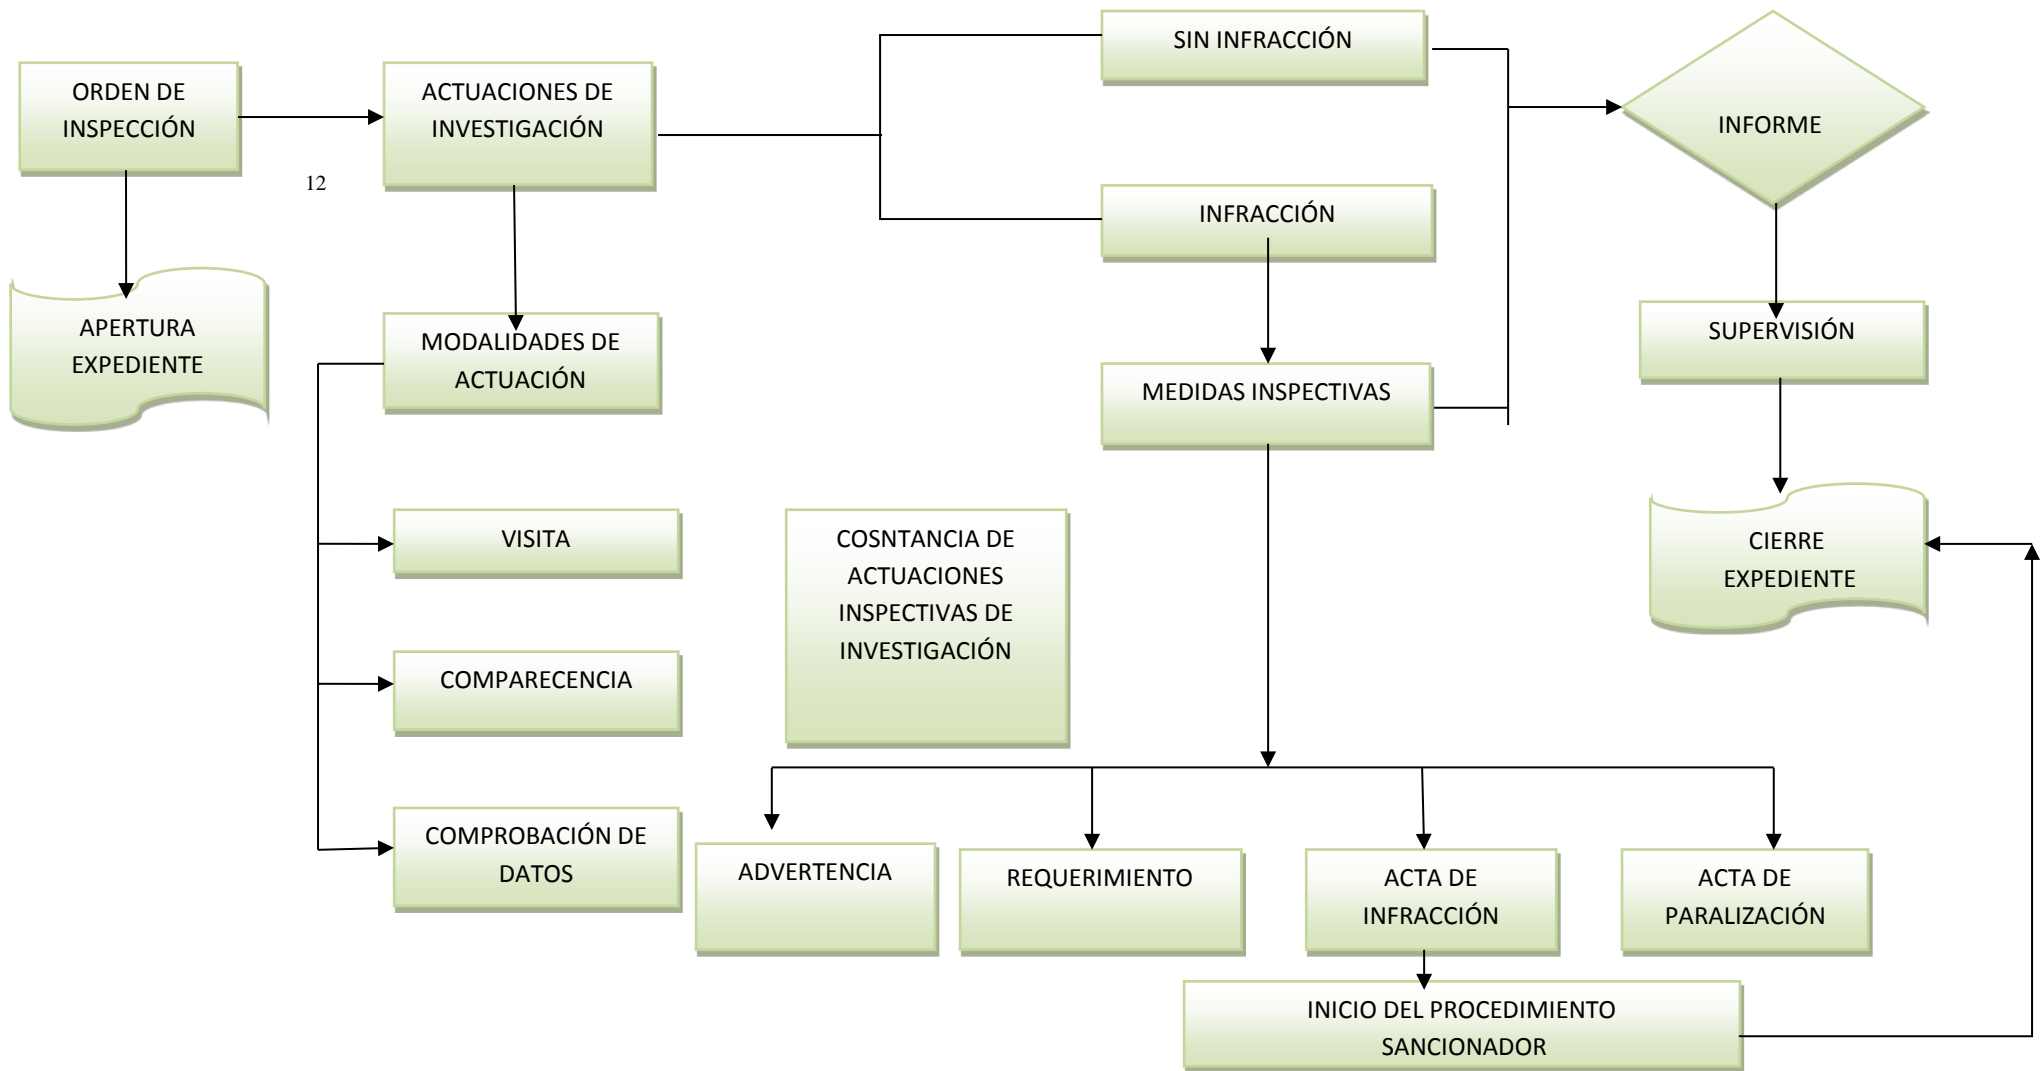 ORDEN DE
INSPECCIÓN
ACTUACIONES DE
INVESTIGACIÓN
SIN INFRACCIÓN
INFORME
12
INFRACCIÓN
APERTURA
EXPEDIENTE
MODALIDADES DE
ACTUACIÓN
MEDIDAS INSPECTIVAS
SUPERVISIÓN
VISITA
COSNTANCIA DE
ACTUACIONES
INSPECTIVAS DE
INVESTIGACIÓN
CIERRE
EXPEDIENTE
COMPARECENCIA
COMPROBACIÓN DE
DATOS
ADVERTENCIA
REQUERIMIENTO
ACTA DE
INFRACCIÓN
ACTA DE
PARALIZACIÓN
INICIO DEL PROCEDIMIENTO
SANCIONADOR